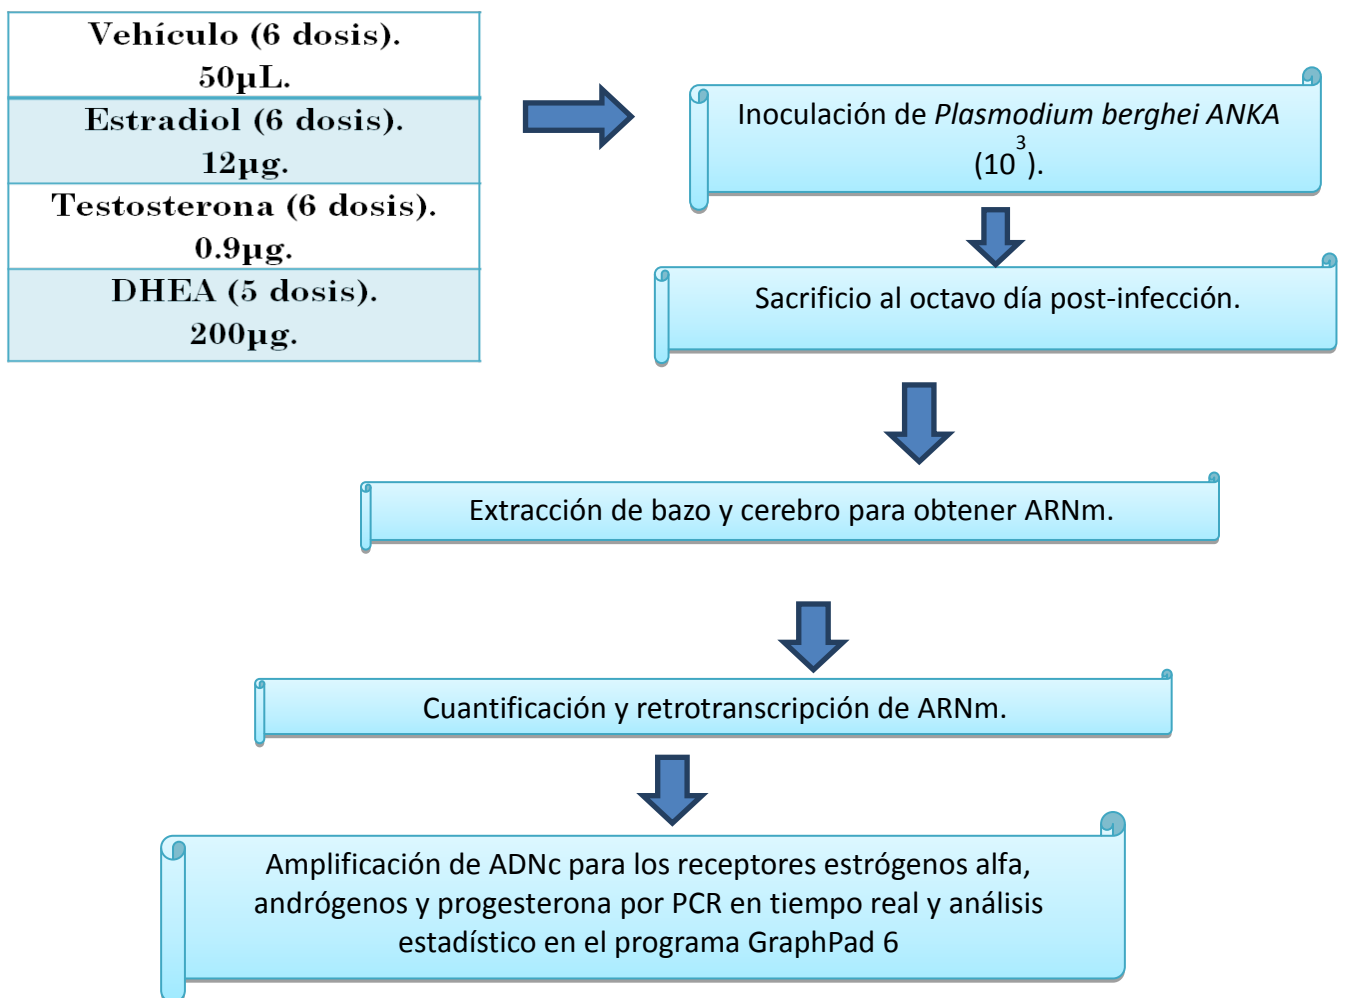 Vehículo (6 dosis).
50µL.
Estradiol (6 dosis).
12µg.
Testosterona (6 dosis).
0.9µg.
DHEA (5 dosis).
200µg.
Inoculación de Plasmodium berghei ANKA
(10³).
Sacrificio al octavo día post-infección.
Extracción de bazo y cerebro para obtener ARNm.
Cuantificación y retrotranscripción de ARNm.
Amplificación de ADNc para los receptores estrógenos alfa,
andrógenos y progesterona por PCR en tiempo real y análisis
estadístico en el programa GraphPad 6